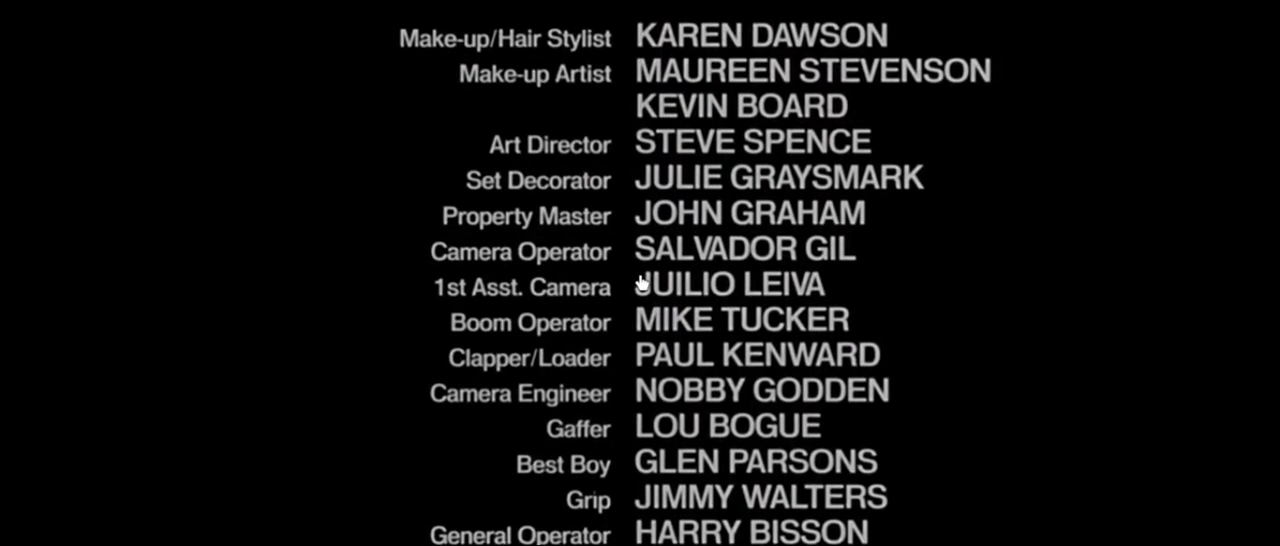 Make-up/Hair Stylist KAREN DAWSON
Make-up Artist MAUREEN STEVENSON
KEVIN BOARD
Art Director STEVE SPENCE
Set Decorator JULIE GRAYSMARK
Property Master JOHN GRAHAM
Camera Operator SALVADOR GIL
1st Asst. Camera JUILIO LEIVA
Boom Operator MIKE TUCKER
Clapper/Loader PAUL KENWARD
Camera Engineer NOBBY GODDEN
Gaffer LOU BOGUE
Best Boy GLEN PARSONS
Grip JIMMY WALTERS
General Operator HARRY BISSON